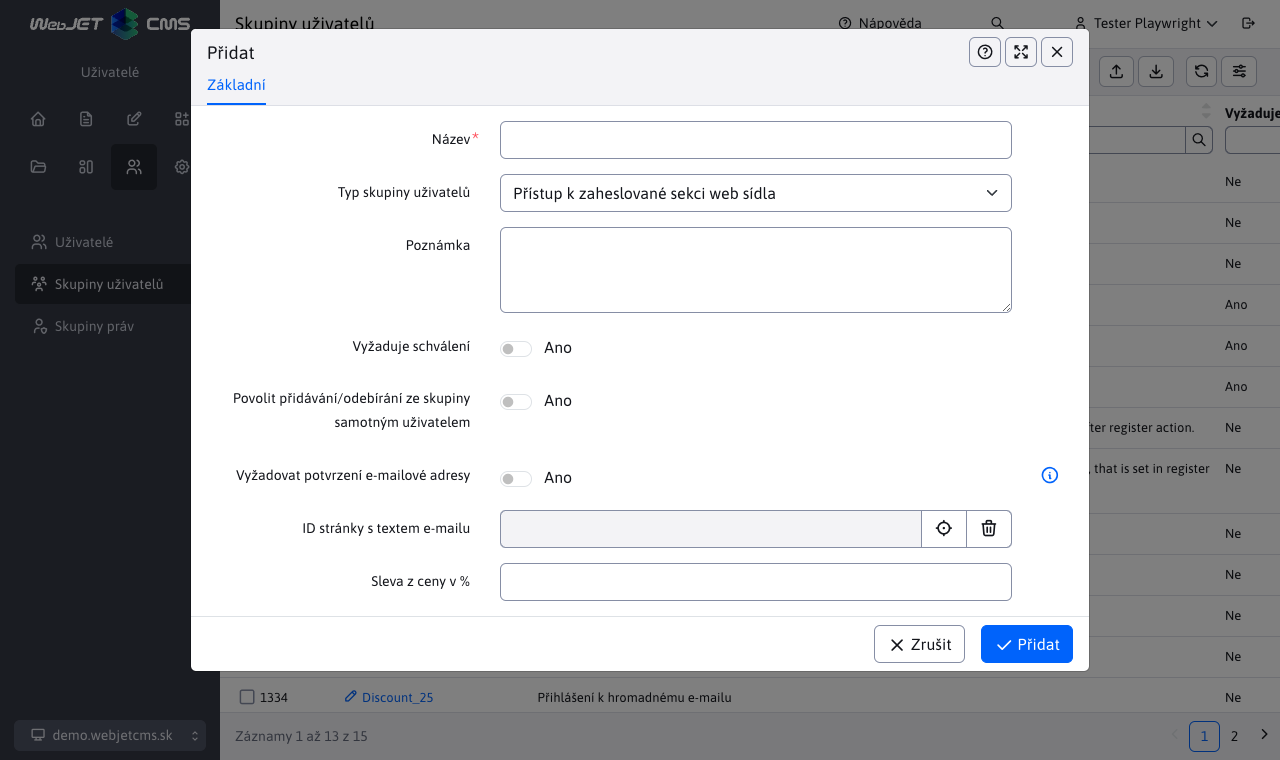 WebJET CMS
Skupiny uživatelů
Nápověda
Tester Playwright
Uživatelé
Uživatelé
Skupiny uživatelů
Skupiny práv
demo.webjetcms.sk
Přidat
Základní
Název*
Typ skupiny uživatelů
Přístup k zaheslované sekci web sídla
Poznámka
Vyžaduje schválení
Ano
Povolit přidávání/odebírání ze skupiny
samotným uživatelem
Ano
Vyžadovat potvrzení e-mailové adresy
Ano
ID stránky s textem e-mailu
Sleva z ceny v %
Zrušit
Přidat
Vyžaduje
Ne
Ne
Ne
Ano
Ano
Ano
ter register action.
Ne
, that is set in register
Ne
Ne
Ne
Ne
Ne
1334
Discount_25
Přihlášení k hromadnému e-mailu
Ne
Záznamy 1 až 13 z 15
1
2